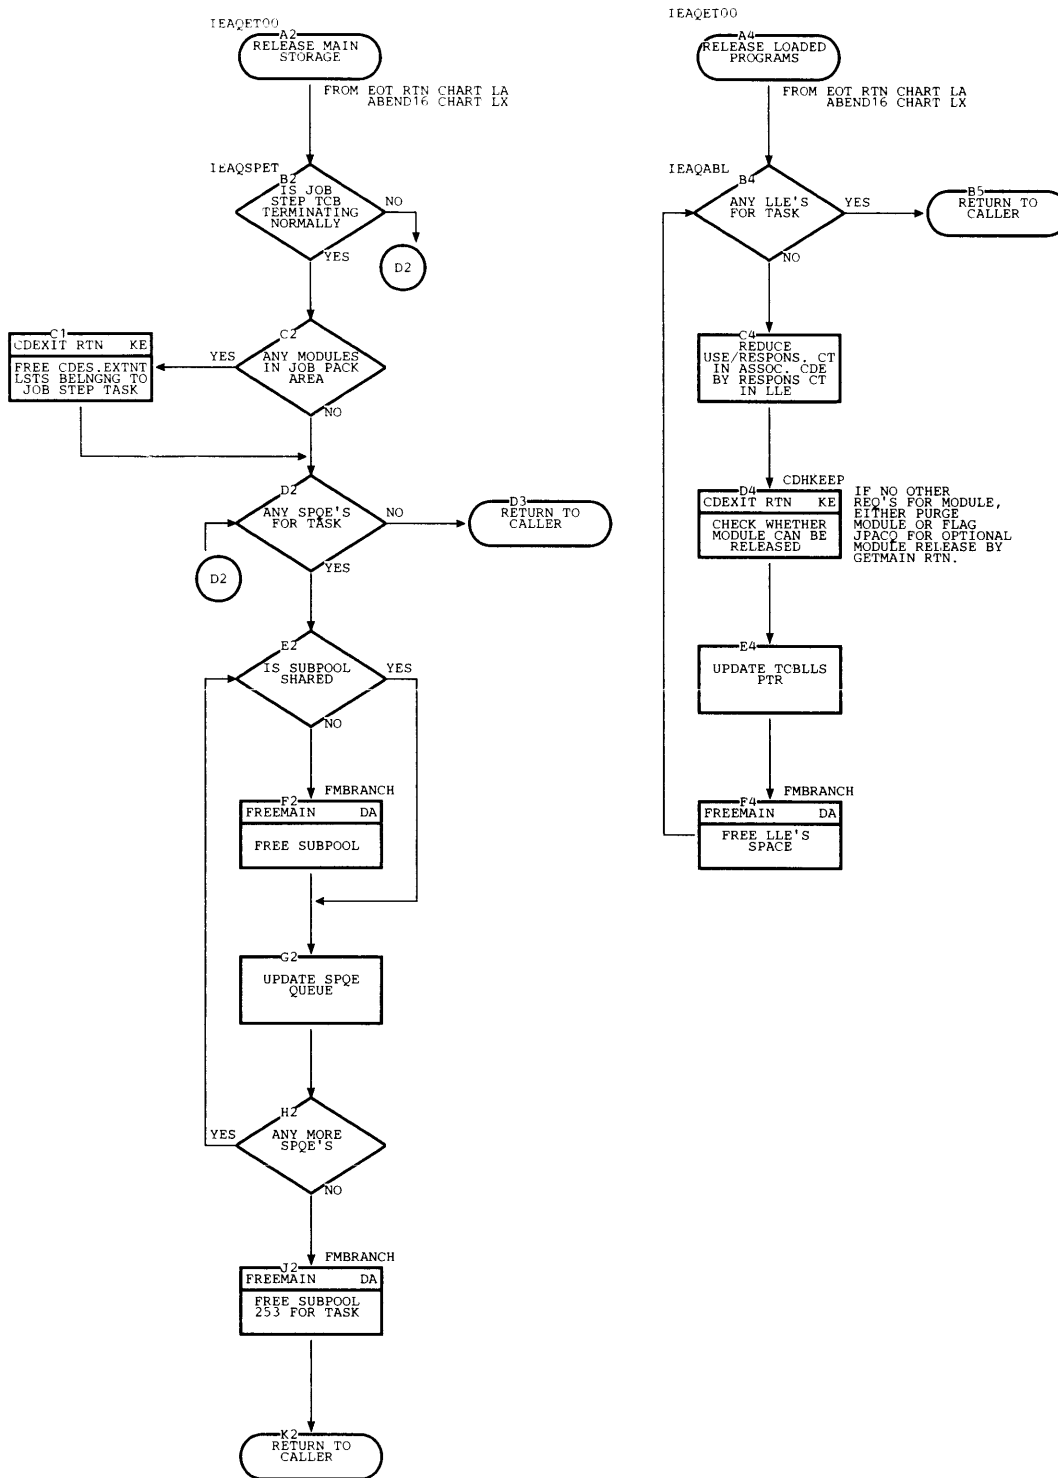 IEAQET00
A2
RELEASE MAIN
STORAGE
FROM EOT RTN CHART LA
ABEND16 CHART LX
IEAQSPET
B2
IS JOB
STEP TCB
TERMINATING
NORMALLY
NO
D2
YES
C2
ANY MODULES
IN JOB PACK
AREA
YES
NO
C1
CDEXIT RTN KE
FREE CDES.EXTNT
LSTS BELNGNG TO
JOB STEP TASK
D2
ANY SPQE'S
FOR TASK
NO
D3
RETURN TO
CALLER
D2
YES
E2
IS SUBPOOL
SHARED
YES
NO
FMBRANCH
F2
FREEMAIN DA
FREE SUBPOOL
G2
UPDATE SPQE
QUEUE
H2
ANY MORE
SPQE'S
YES
NO
FMBRANCH
J2
FREEMAIN DA
FREE SUBPOOL
253 FOR TASK
K2
RETURN TO
CALLER
IEAQET00
A4
RELEASE LOADED
PROGRAMS
FROM EOT RTN CHART LA
ABEND16 CHART LX
IEAQABL
B4
ANY LLE'S
FOR TASK
YES
B5
RETURN TO
CALLER
NO
C4
REDUCE
USE/RESPONS. CT
IN ASSOC. CDE
BY RESPONS CT
IN LLE
CDHKEEP
D4
CDEXIT RTN KE
CHECK WHETHER
MODULE CAN BE
RELEASED
IF NO OTHER
REQ'S FOR MODULE,
EITHER PURGE
MODULE OR FLAG
JPACQ FOR OPTIONAL
MODULE RELEASE BY
GETMAIN RTN.
E4
UPDATE TCBLLS
PTR
FMBRANCH
F4
FREEMAIN DA
FREE LLE'S
SPACE